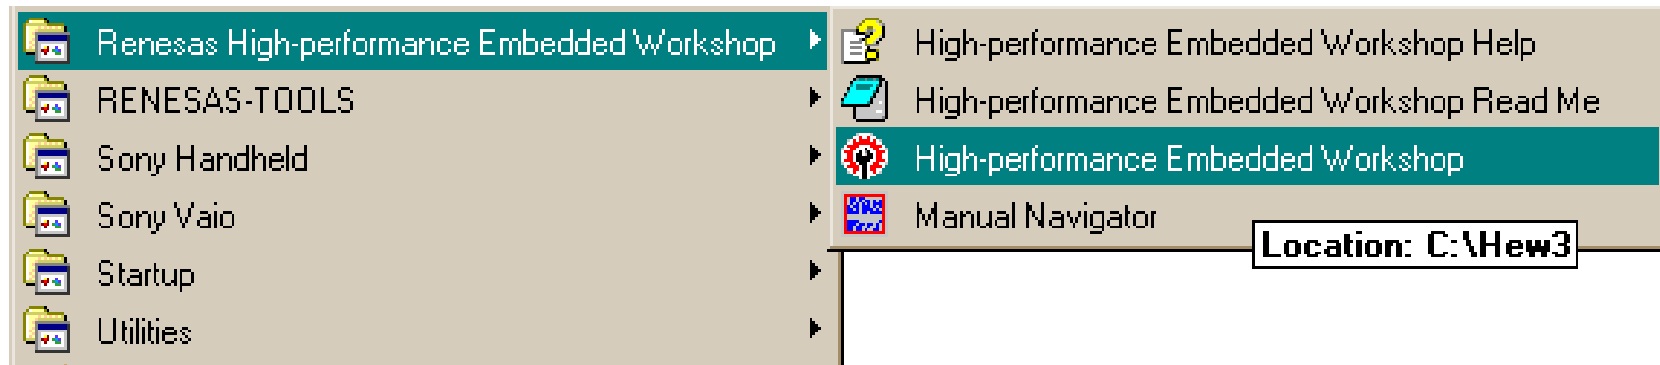 Renesas High-performance Embedded Workshop
RENESAS-TOOLS
Sony Handheld
Sony Vaio
Startup
Utilities
High-performance Embedded Workshop Help
High-performance Embedded Workshop Read Me
High-performance Embedded Workshop
Manual Navigator
Location: C:\Hew3